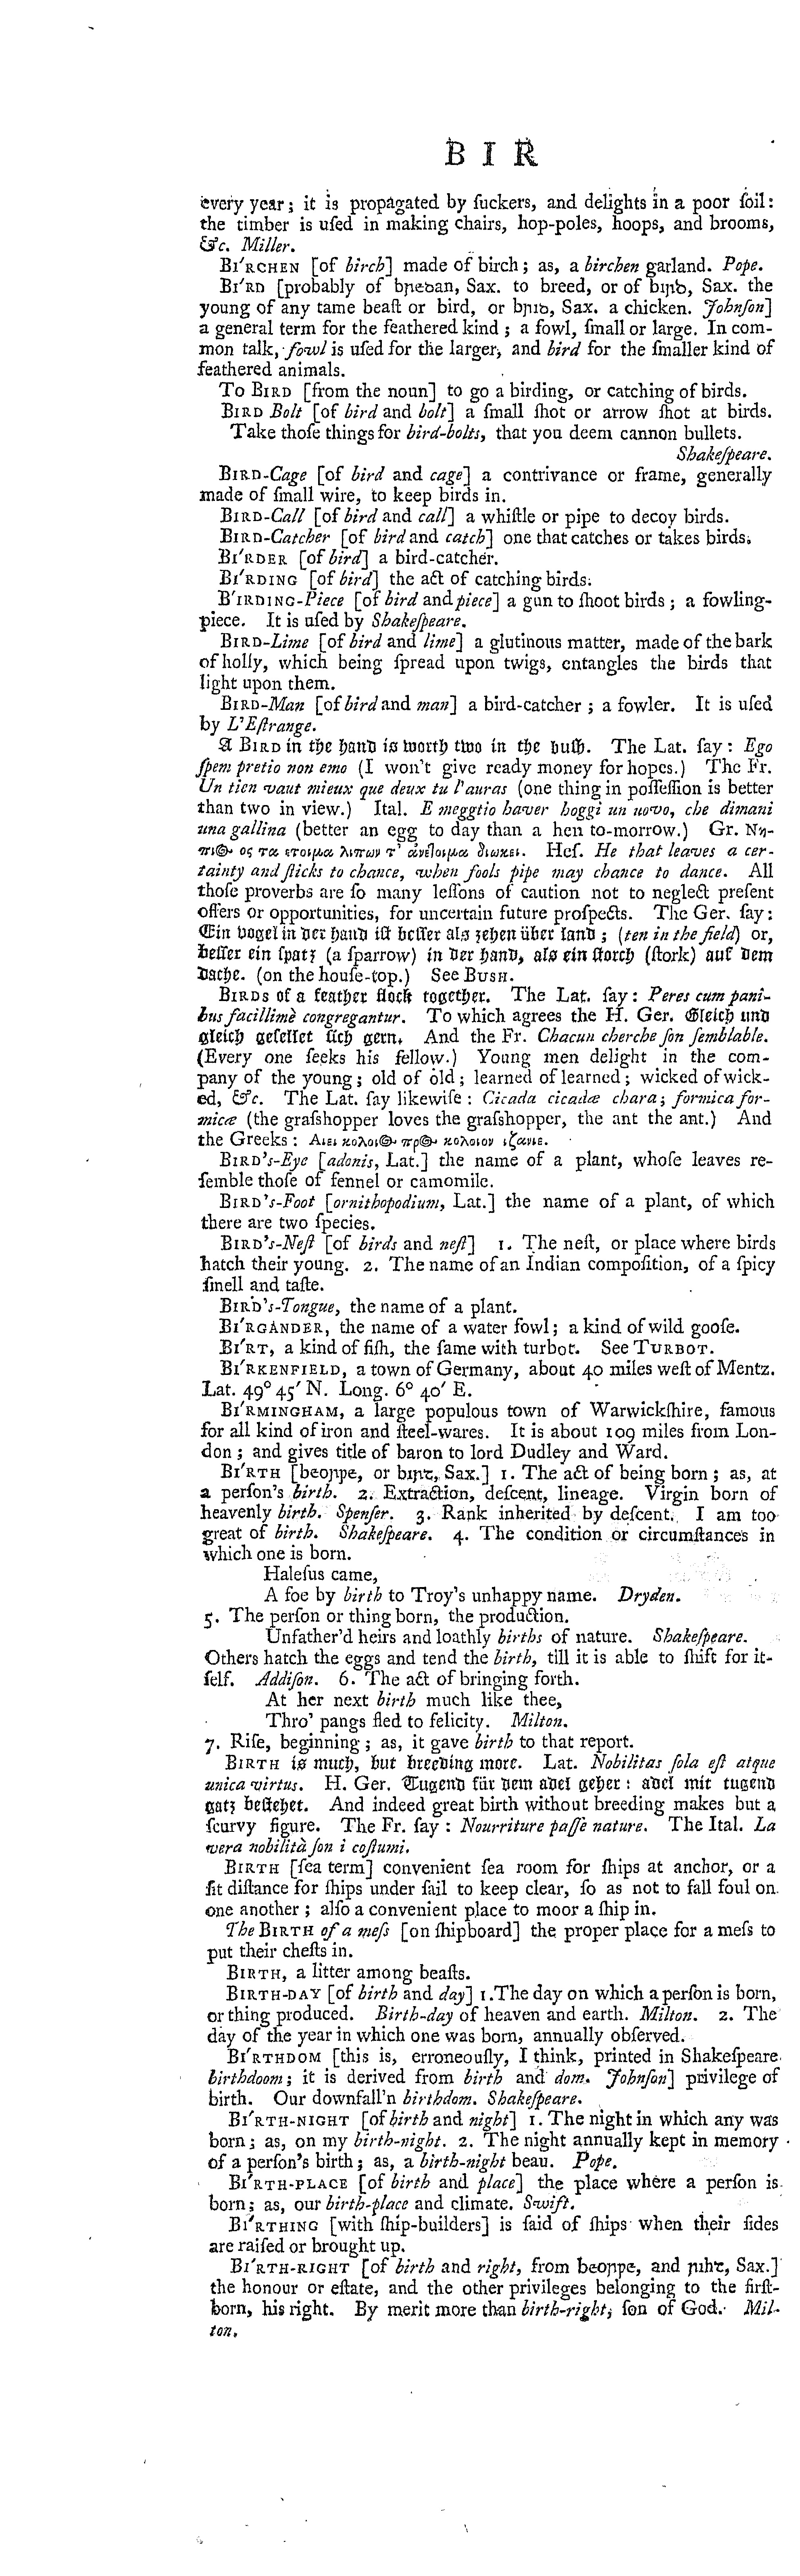 B I R
every year; it is propagated by ſuckers, and delights in a poor ſoil:
the timber is uſed in making chairs, hop-poles, hoops, and brooms,
&c. Miller.
BI′RCHEN [of birch] made of birch; as, a birchen garland. Pope.
BI′RD [probably of bꞃeꝺan, Sax. to breed, or of biꞃꝺ, Sax. the
young of any tame beaſt or bird, or bꞃiꝺ, Sax. a chicken. Johnſon]
a general term for the feathered kind; a fowl, ſmall or large. In com-
mon talk, fowl is uſed for the larger, and bird for the ſmaller kind of
feathered animals.
To BIRD [from the noun] to go a birding, or catching of birds.
BIRD Bolt [of bird and bolt] a ſmall ſhot or arrow ſhot at birds.
Take thoſe things for bird-bolts, that you deem cannon bullets.
Shakeſpeare.
BIRD-Cage [of bird and cage] a contrivance or frame, generally
made of ſmall wire, to keep birds in.
BIRD-Call [of bird and call] a whiſtle or pipe to decoy birds.
BIRD-Catcher [of bird and catch] one that catches or takes birds.
BI′RDER [of bird] a bird-catcher.
BI′RDING [of bird] the act of catching birds.
B′IRDING-Piece [of bird and piece] a gun to ſhoot birds; a fowling-
piece. It is uſed by Shakeſpeare.
BIRD-Lime [of bird and lime] a glutinous matter, made of the bark
of holly, which being ſpread upon twigs, entangles the birds that
light upon them.
BIRD-Man [of bird and man] a bird-catcher; a fowler. It is uſed
by L'Eſtrange.
A BIRD in the hand is worth two in the buſh. The Lat. ſay: Ego
ſpem pretio non emo (I won't give ready money for hopes.) The Fr.
Un tien vaut mieux que deux tu l'auras (one thing in poſſeſſion is better
than two in view.) Ital. E meggtio haver hoggi un uovo, che dimani
una gallina (better an egg to day than a hen to-morrow.) Gr. Νη-
πιος ος τα ετοιμα λιπων τ' ἀνέτοιμα διωκει. Heſ. He that leaves a cer-
tainty and ſticks to chance, when fools pipe may chance to dance. All
thoſe proverbs are ſo many leſſons of caution not to neglect preſent
offers or opportunities, for uncertain future proſpects. The Ger. ſay:
Ein vogel in der hand iſt beſſer als zehen über land; (ten in the field) or,
beſſer ein ſpatz (a ſparrow) in der hand, als ein ſtorch (ſtork) auf dem
dache. (on the houſe-top.) See BUSH.
BIRDS of a feather flock together. The Lat. ſay: Peres cum pani-
bus facillimè congregantur. To which agrees the H. Ger. Gleich und
gleich geſellet ſich gern. And the Fr. Chacun cherche ſon ſemblable.
(Every one ſeeks his fellow.) Young men delight in the com-
pany of the young; old of old; learned of learned; wicked of wick-
ed, &c. The Lat. ſay likewiſe: Cicada cicadæ chara; formica for-
micæ (the graſshopper loves the graſshopper, the ant the ant.) And
the Greeks: Αιει κολοιος προς κολοιον ιζανιε.
BIRD's-Eye [adonis, Lat.] the name of a plant, whoſe leaves re-
ſemble thoſe of fennel or camomile.
BIRD's-Foot [ornithopodium, Lat.] the name of a plant, of which
there are two ſpecies.
BIRD's-Neſt [of birds and neſt] 1. The neſt, or place where birds
hatch their young. 2. The name of an Indian compoſition, of a ſpicy
ſmell and taſte.
BIRD's-Tongue, the name of a plant.
BI′RGANDER, the name of a water fowl; a kind of wild gooſe.
BI′RT, a kind of fiſh, the ſame with turbot. See TURBOT.
BI′RKENFIELD, a town of Germany, about 40 miles weſt of Mentz.
Lat. 49° 45′ N. Long. 6° 40′ E.
BI′RMINGHAM, a large populous town of Warwickſhire, famous
for all kind of iron and ſteel-wares. It is about 109 miles from Lon-
don; and gives title of baron to lord Dudley and Ward.
BI′RTH [beoꞃþe, or biꞃꞇ, Sax.] 1. The act of being born; as, at
a perſon's birth. 2. Extraction, deſcent, lineage. Virgin born of
heavenly birth. Spenſer. 3. Rank inherited by deſcent. I am too
great of birth. Shakeſpeare. 4. The condition or circumſtances in
which one is born.
Haleſus came,
A foe by birth to Troy's unhappy name. Dryden.
5. The perſon or thing born, the production.
Unfather'd heirs and loathly births of nature. Shakeſpeare.
Others hatch the eggs and tend the birth, till it is able to ſhift for it-
ſelf. Addiſon. 6. The act of bringing forth.
At her next birth much like thee,
Thro' pangs fled to felicity. Milton.
7. Riſe, beginning; as, it gave birth to that report.
BIRTH is much, but breeding more. Lat. Nobilitas ſola eſt atque
unica virtus. H. Ger. Tugend für dem adel geher: adel mit tugend
gatz beſtehet. And indeed great birth without breeding makes but a
ſcurvy figure. The Fr. ſay: Nourriture paſſè nature. The Ital. La
vera nobilità ſon i coſtumi.
BIRTH [ſea term] convenient ſea room for ſhips at anchor, or a
fit diſtance for ſhips under ſail to keep clear, ſo as not to fall foul on
one another; alſo a convenient place to moor a ſhip in.
The BIRTH of a meſs [on ſhipboard] the proper place for a meſs to
put their cheſts in.
BIRTH, a litter among beaſts.
BIRTH-DAY [of birth and day] 1. The day on which a perſon is born,
or thing produced. Birth-day of heaven and earth. Milton. 2. The
day of the year in which one was born, annually obſerved.
BI′RTHDOM [this is, erroneouſly, I think, printed in Shakeſpeare
birthdoom; it is derived from birth and dom. Johnſon] privilege of
birth. Our downfall'n birthdom. Shakeſpeare.
BI′RTH-NIGHT [of birth and night] 1. The night in which any was
born; as, on my birth-night. 2. The night annually kept in memory
of a perſon's birth; as, a birth-night beau. Pope.
BI′RTH-PLACE [of birth and place] the place where a perſon is
born; as, our birth-place and climate. Swift.
BI′RTHING [with ſhip-builders] is ſaid of ſhips when their ſides
are raiſed or brought up.
BI′RTH-RIGHT [of birth and right, from beoꞃþe, and ꞃihꞇ, Sax.]
the honour or eſtate, and the other privileges belonging to the firſt-
born, his right. By merit more than birth-right, ſon of God. Mil-
ton.